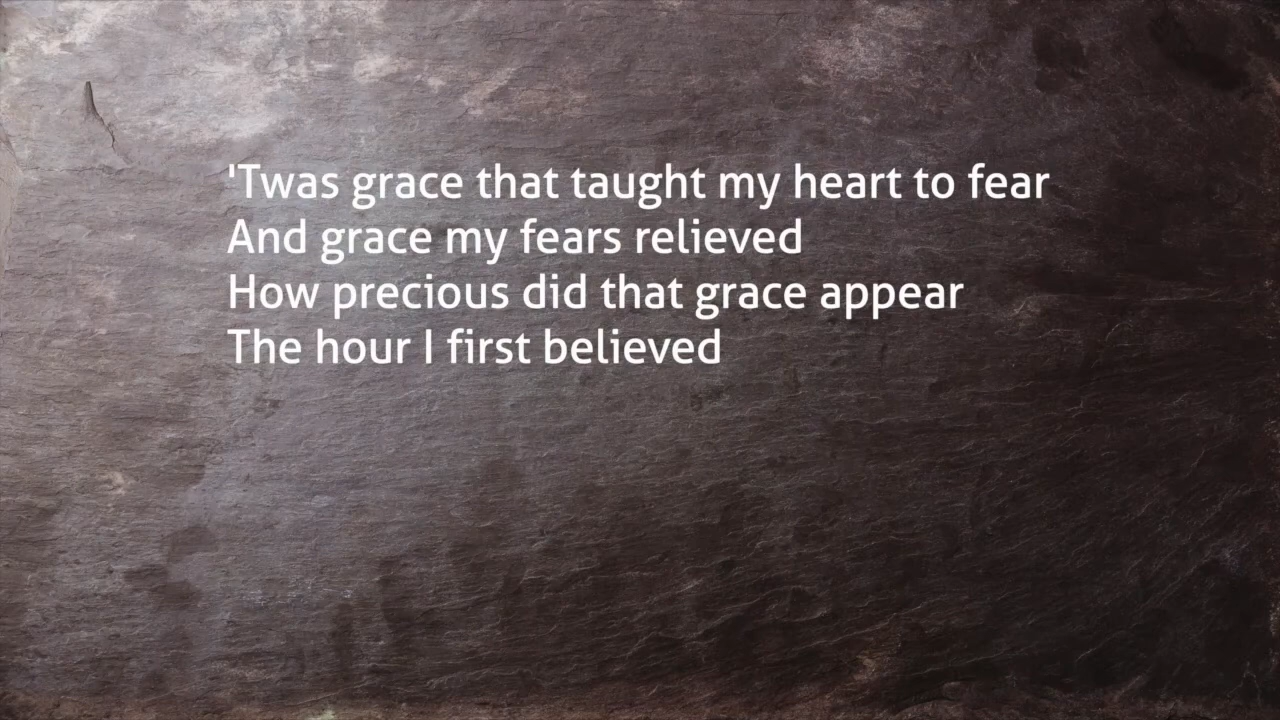 'Twas grace that taught my heart to fear
And grace my fears relieved
How precious did that grace appear
The hour I first believed